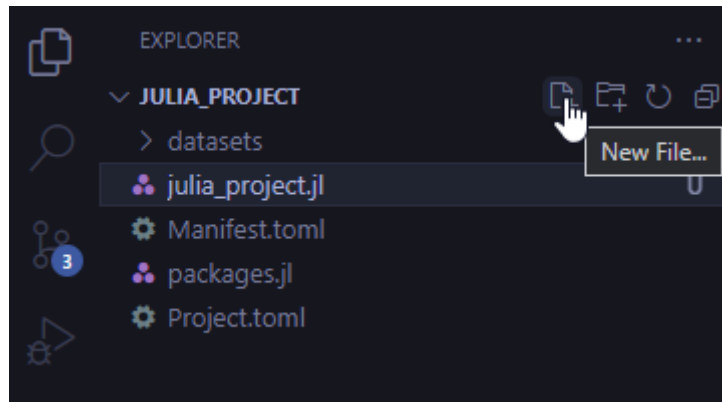 EXPLORER ...
JULIA_PROJECT
datasets
New File...
julia_project.jl U
Manifest.toml
3
packages.jl
Project.toml